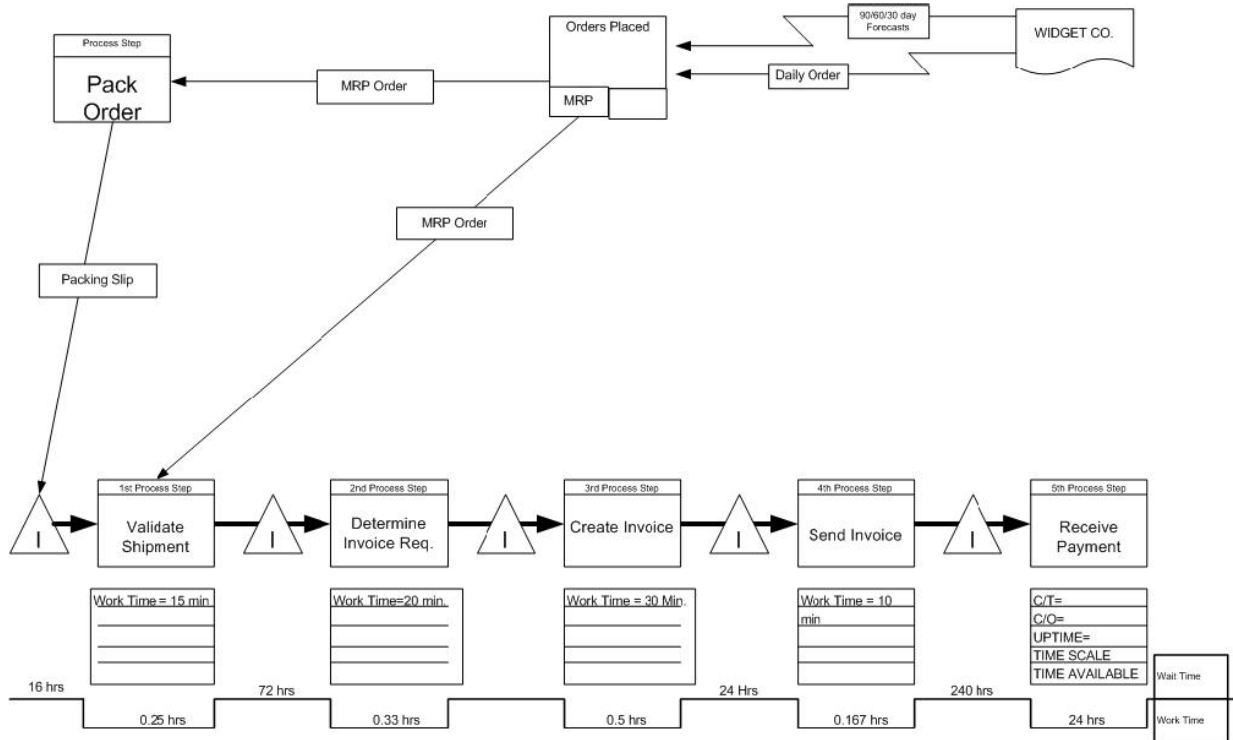 Process Step
Pack
Order
MRP Order
Orders Placed
MRP
90/60/30 day
Forecasts
Daily Order
WIDGET CO.
MRP Order
Packing Slip
I
1st Process Step
Validate
Shipment
I
2nd Process Step
Determine
Invoice Req.
I
3rd Process Step
Create Invoice
I
4th Process Step
Send Invoice
I
5th Process Step
Receive
Payment
Work Time = 15 min
Work Time=20 min.
Work Time = 30 Min.
Work Time = 10
min
C/T=
C/O=
UPTIME=
TIME SCALE
TIME AVAILABLE
16 hrs
72 hrs
24 Hrs
240 hrs
Wait Time
0.25 hrs
0.33 hrs
0.5 hrs
0.167 hrs
24 hrs
Work Time